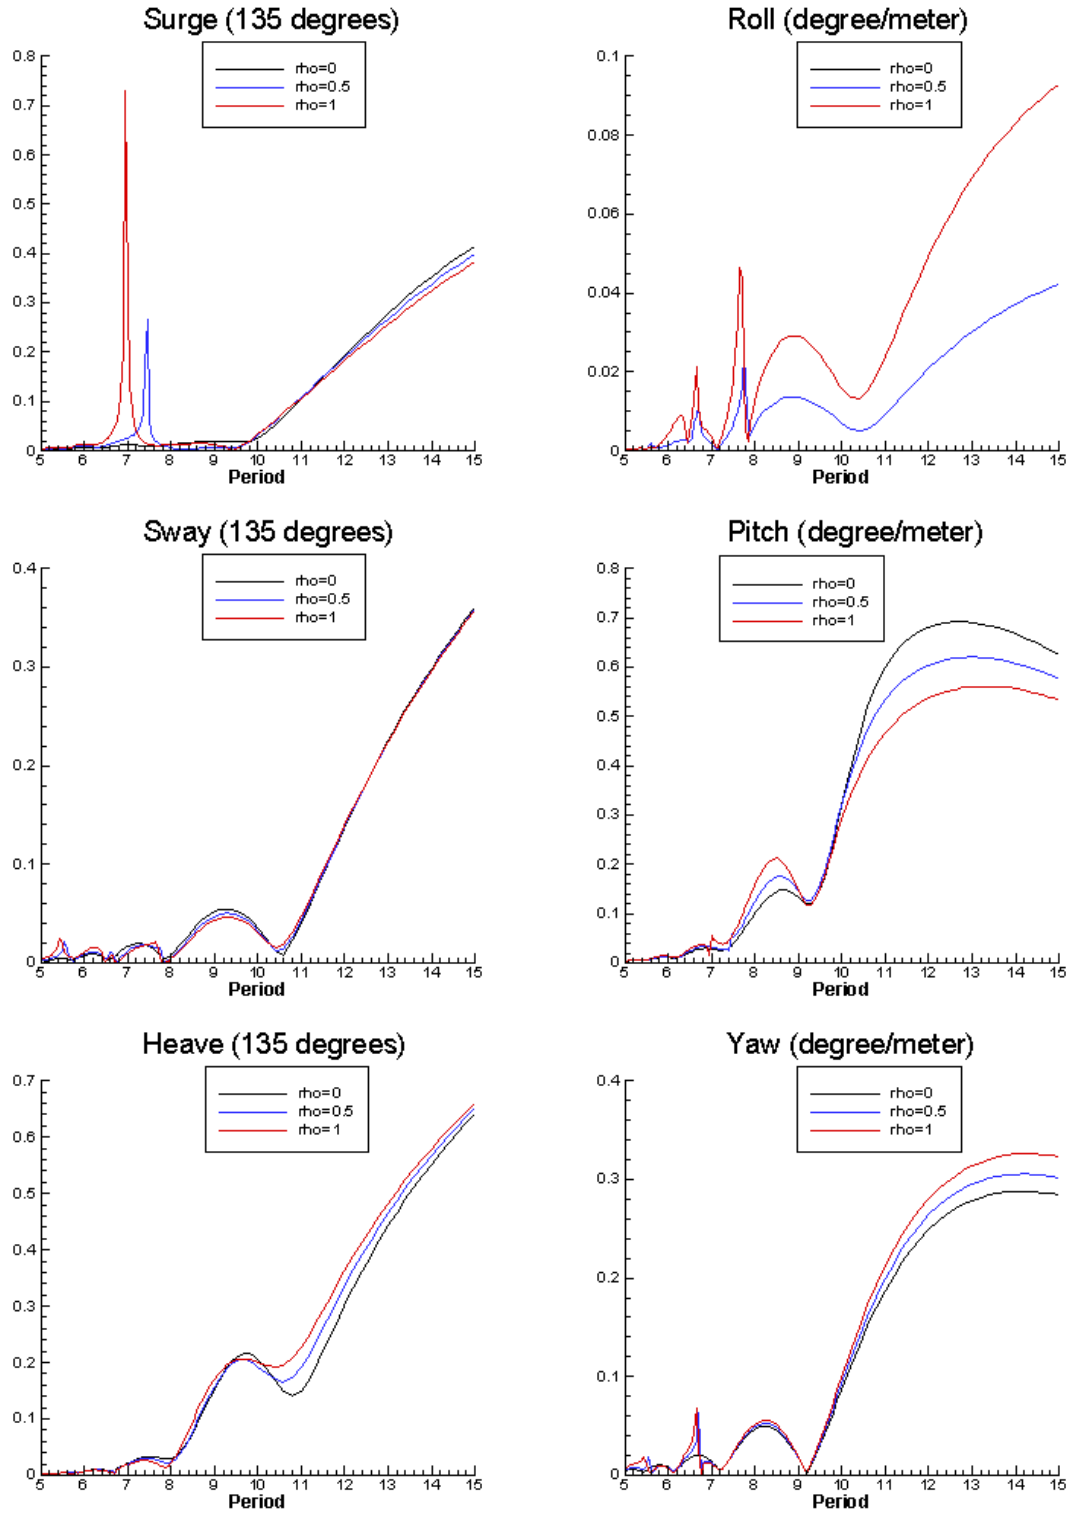 Surge (135 degrees)
rho=0
rho=0.5
rho=1
0.8
0.7
0.6
0.5
0.4
0.3
0.2
0.1
0
5 6 7 8 9 10 11 12 13 14 15
Period
Roll (degree/meter)
rho=0
rho=0.5
rho=1
0.1
0.08
0.06
0.04
0.02
0
5 6 7 8 9 10 11 12 13 14 15
Period
Sway (135 degrees)
rho=0
rho=0.5
rho=1
0.4
0.3
0.2
0.1
0
5 6 7 8 9 10 11 12 13 14 15
Period
Pitch (degree/meter)
rho=0
rho=0.5
rho=1
0.8
0.7
0.6
0.5
0.4
0.3
0.2
0.1
0
5 6 7 8 9 10 11 12 13 14 15
Period
Heave (135 degrees)
rho=0
rho=0.5
rho=1
0.7
0.6
0.5
0.4
0.3
0.2
0.1
0
5 6 7 8 9 10 11 12 13 14 15
Period
Yaw (degree/meter)
rho=0
rho=0.5
rho=1
0.4
0.3
0.2
0.1
0
5 6 7 8 9 10 11 12 13 14 15
Period